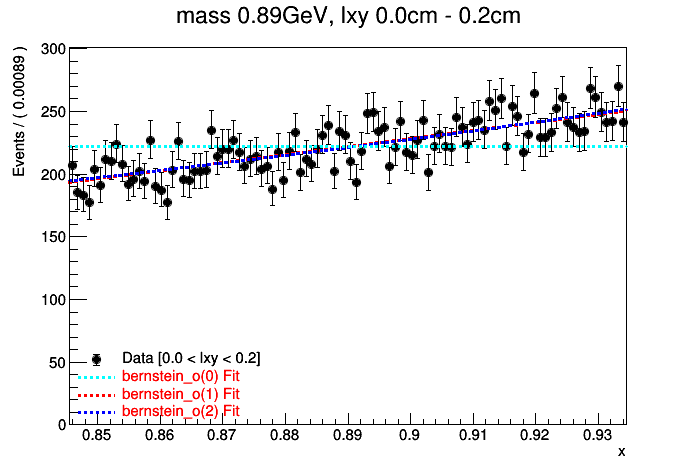 mass 0.89GeV, lxy 0.0cm - 0.2cm
Events / ( 0.00089 )
300
250
200
150
100
50
0
Data [0.0 < lxy < 0.2]
bernstein_o(0) Fit
bernstein_o(1) Fit
bernstein_o(2) Fit
0.85 0.86 0.87 0.88 0.89 0.9 0.91 0.92 0.93
x